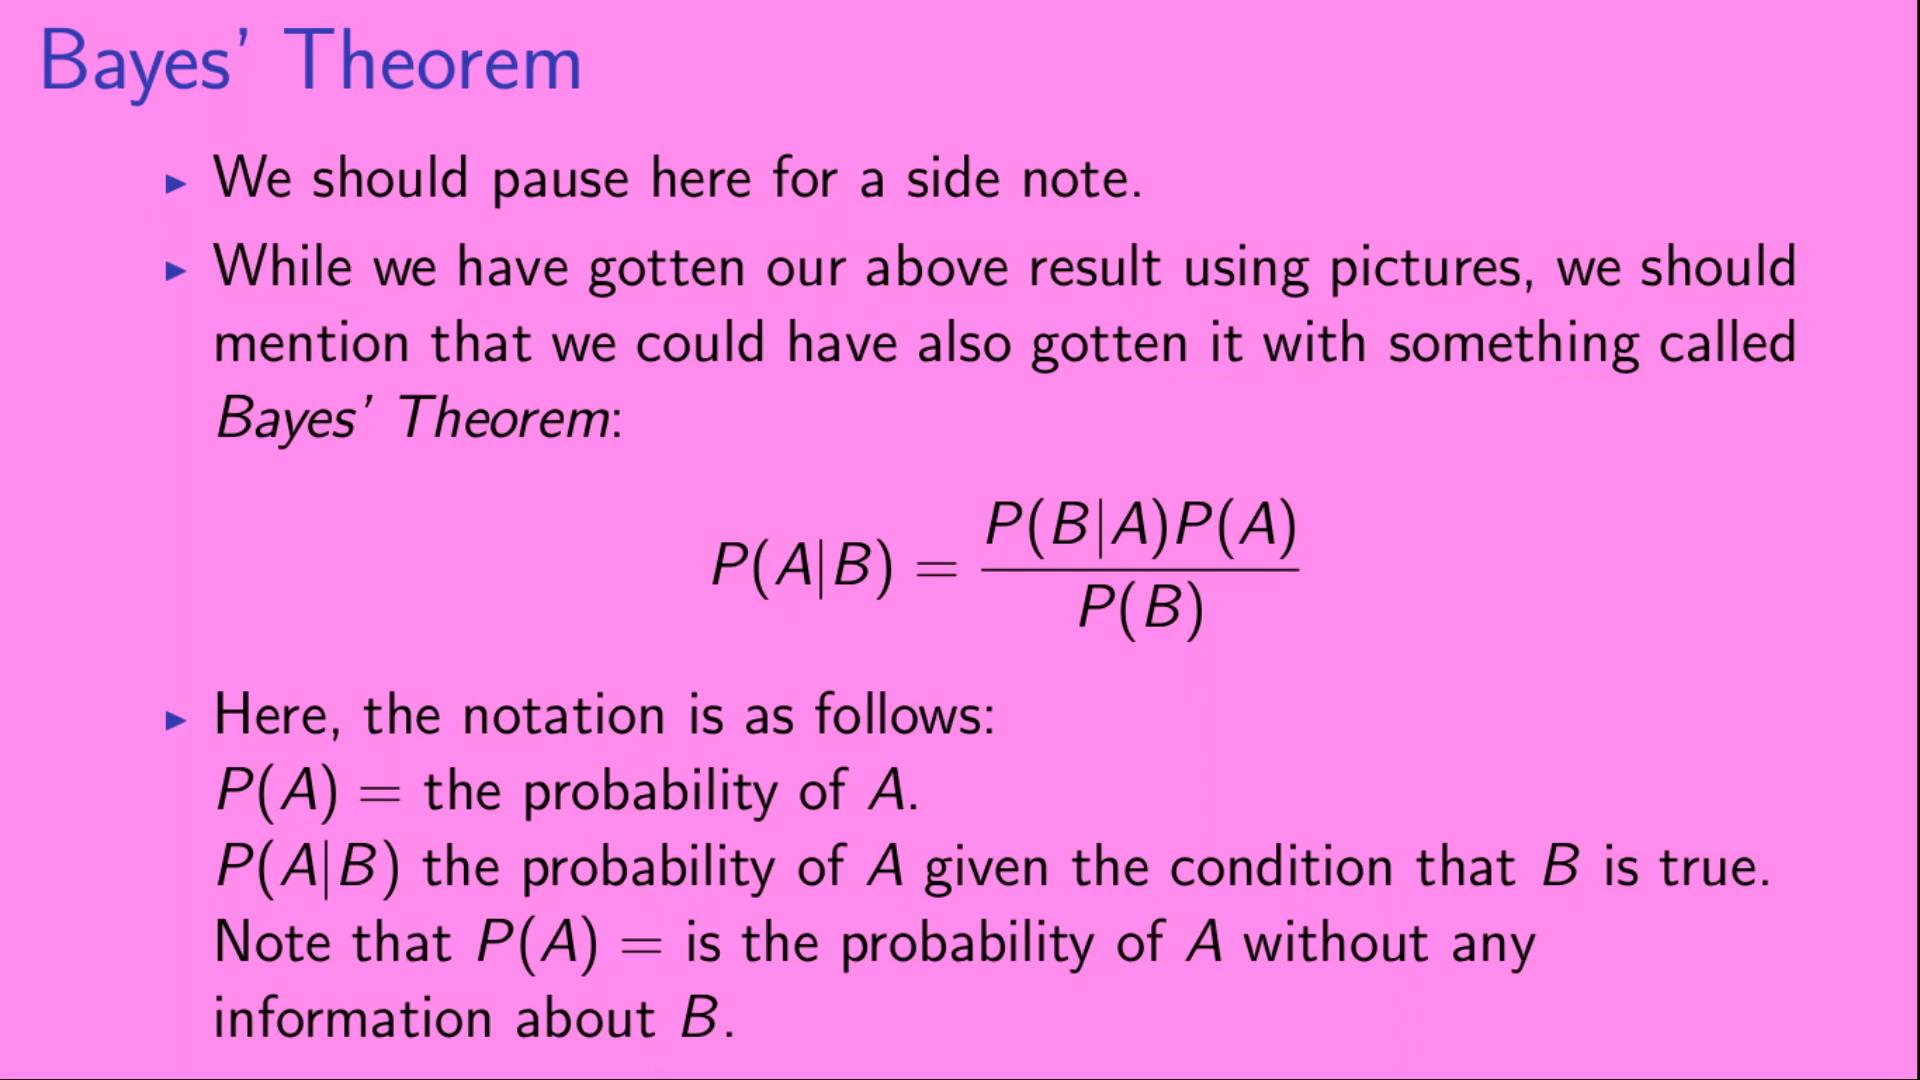 Bayes' Theorem
▶ We should pause here for a side note.
▶ While we have gotten our above result using pictures, we should
mention that we could have also gotten it with something called
Bayes' Theorem:
P(A|B) = P(B|A)P(A) / P(B)
▶ Here, the notation is as follows:
P(A) = the probability of A.
P(A|B) the probability of A given the condition that B is true.
Note that P(A) = is the probability of A without any
information about B.